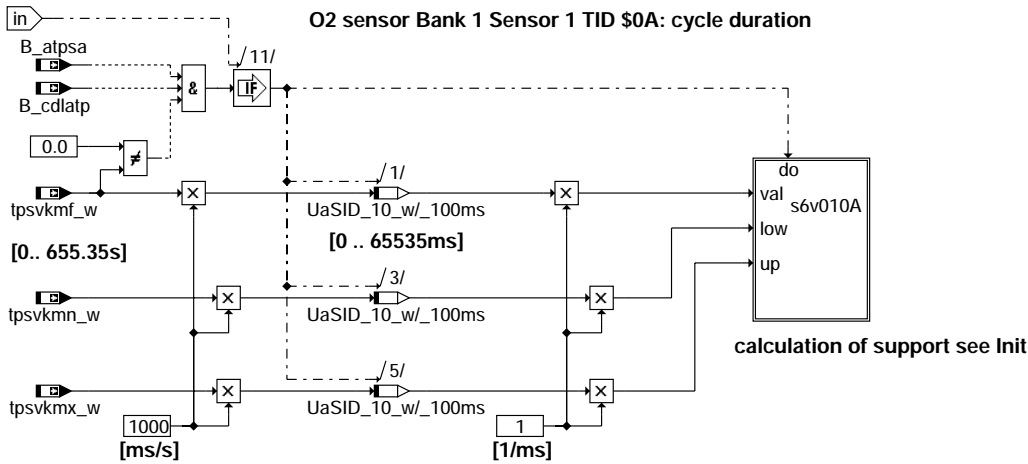 in
O2 sensor Bank 1 Sensor 1 TID $0A: cycle duration
B_atpsa
/ 11/
&
IF
B_cdlatp
0.0
≠
/ 1/
do
tpsvkmf_w
×
UaSID_10_w/_100ms
×
val
s6v010A
[0.. 655.35s]
[0 .. 65535ms]
low
up
/ 3/
tpsvkmn_w
×
UaSID_10_w/_100ms
×
calculation of support see Init
/ 5/
tpsvkmx_w
×
UaSID_10_w/_100ms
×
1000
1
[ms/s]
[1/ms]